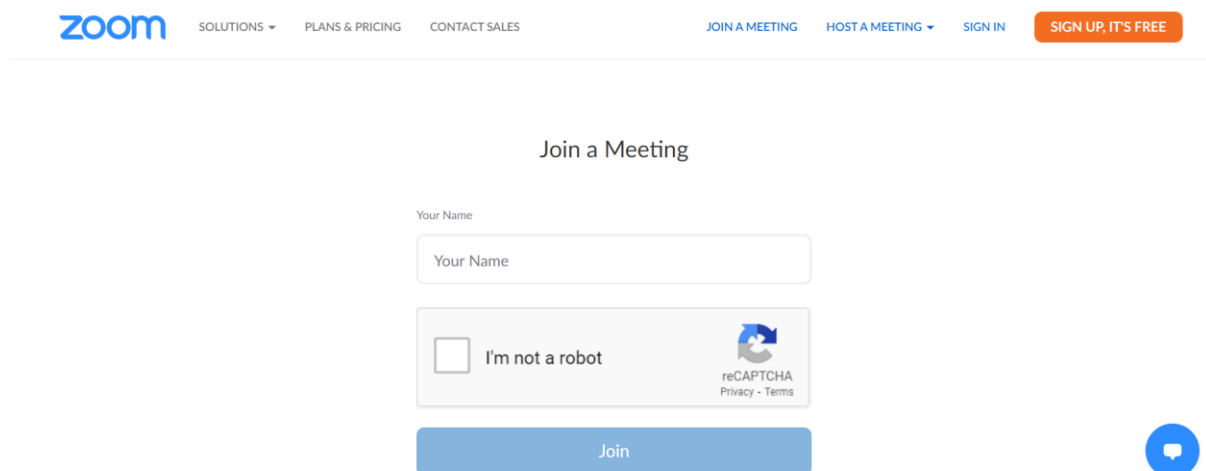 zoom SOLUTIONS PLANS & PRICING CONTACT SALES JOIN A MEETING HOST A MEETING SIGN IN SIGN UP, IT'S FREE
Join a Meeting
Your Name
Your Name
I'm not a robot
reCAPTCHA
Privacy - Terms
Join